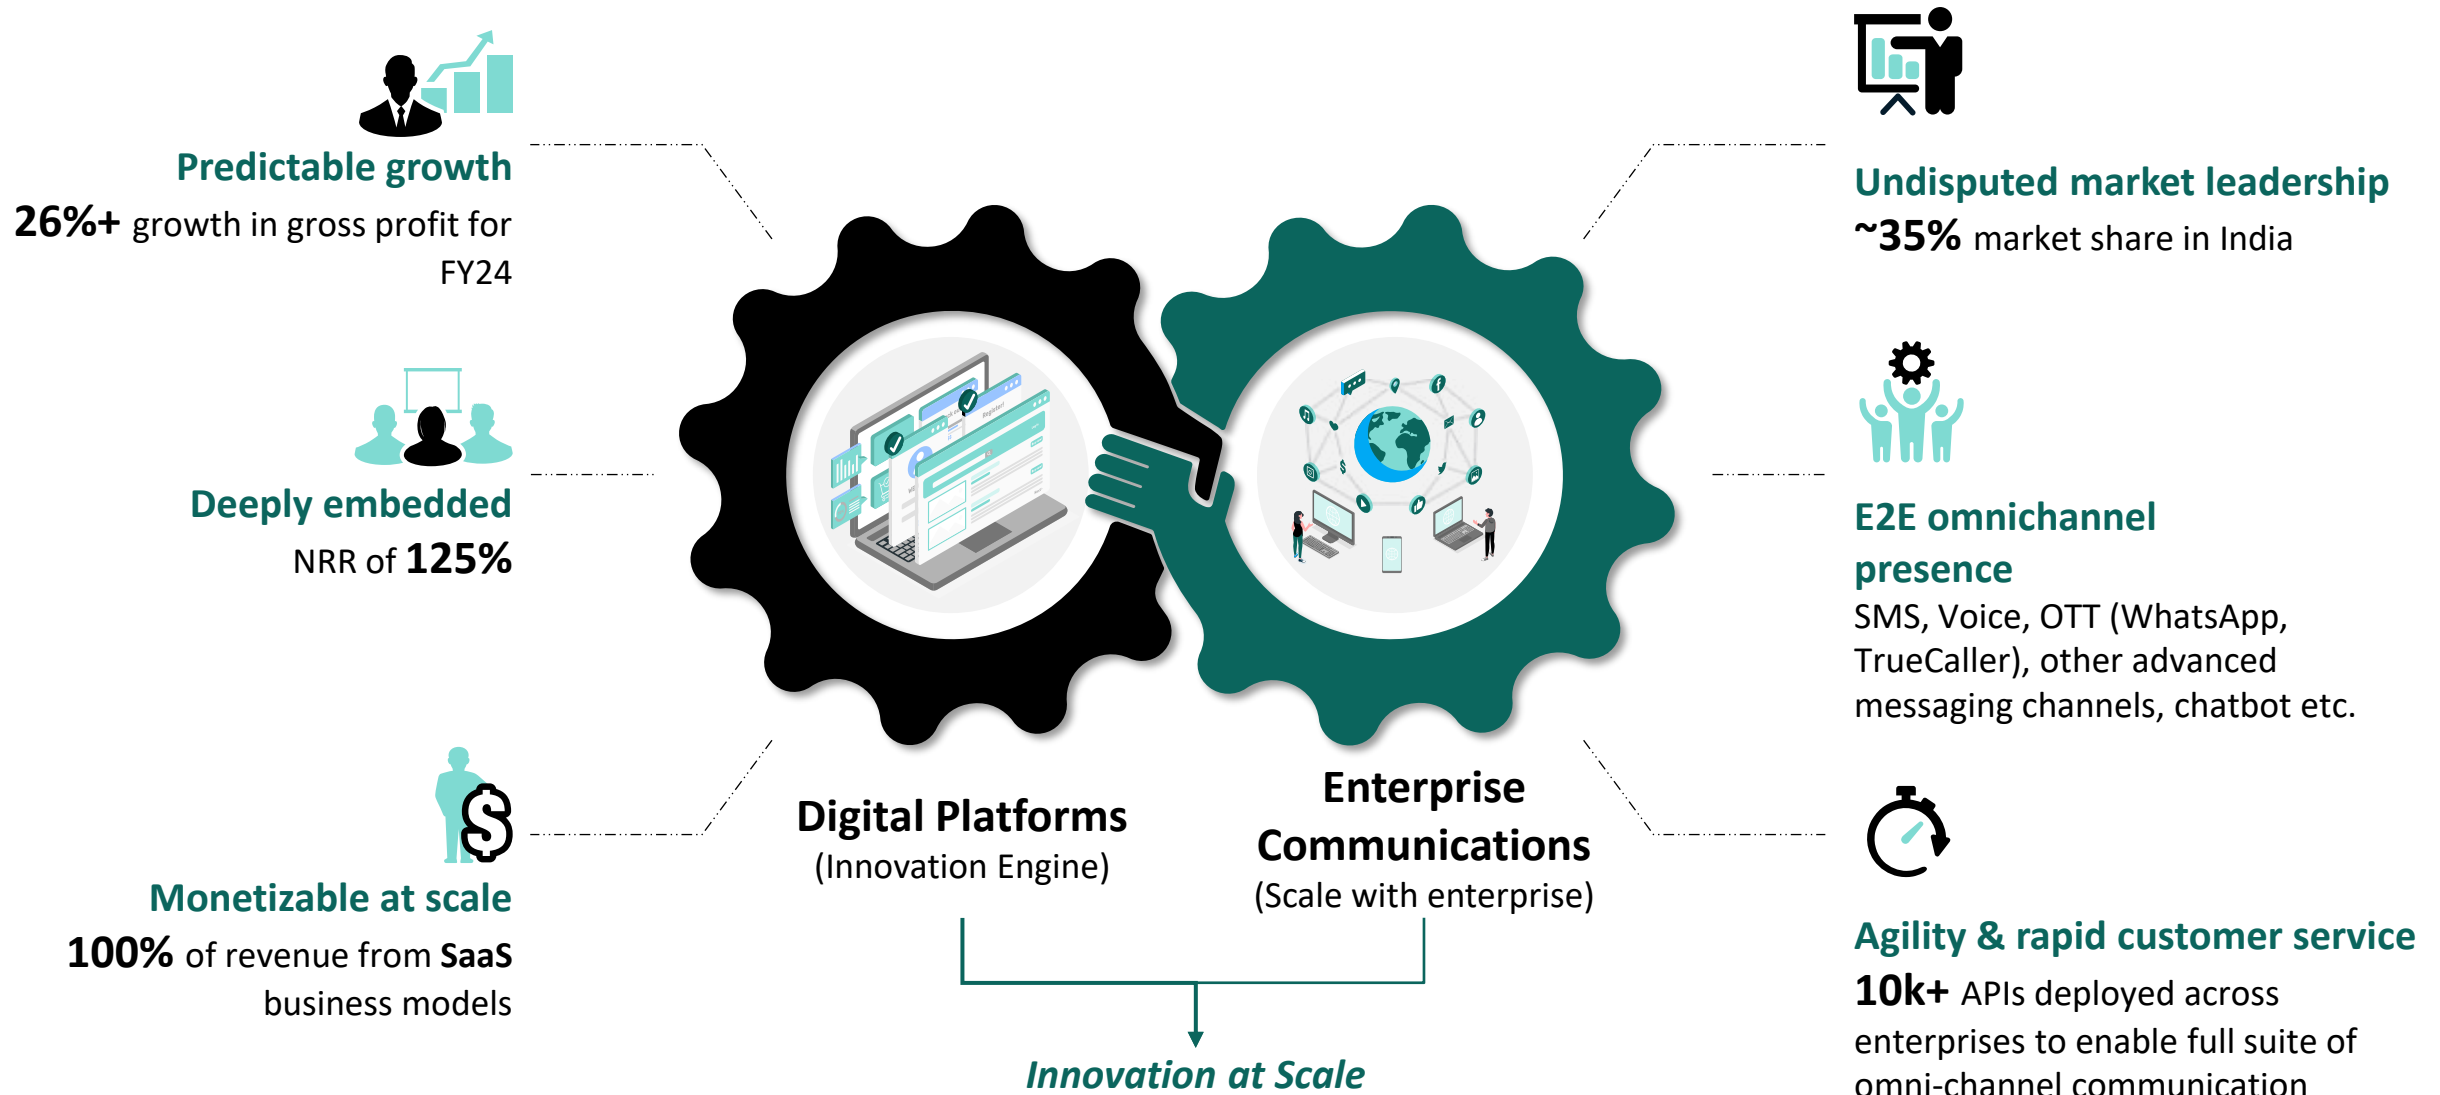 Predictable growth
26%+ growth in gross profit for
FY24
Deeply embedded
NRR of 125%
Monetizable at scale
100% of revenue from SaaS
business models
Digital Platforms
(Innovation Engine)
Enterprise
Communications
(Scale with enterprise)
Innovation at Scale
Undisputed market leadership
~35% market share in India
E2E omnichannel
presence
SMS, Voice, OTT (WhatsApp,
TrueCaller), other advanced
messaging channels, chatbot etc.
Agility & rapid customer service
10k+ APIs deployed across
enterprises to enable full suite of
omni-channel communication